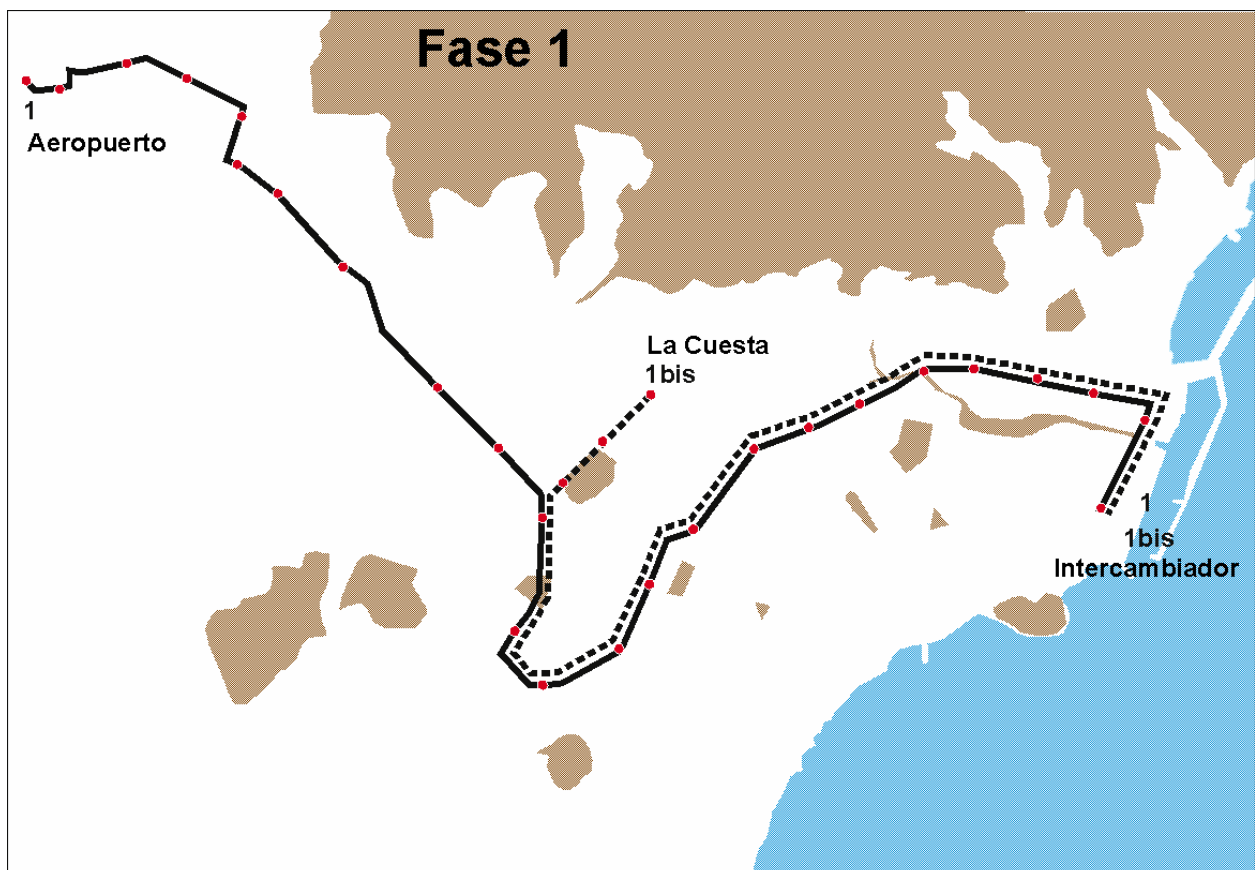 Fase 1
1
Aeropuerto
La Cuesta
1bis
1
1bis
Intercambiador